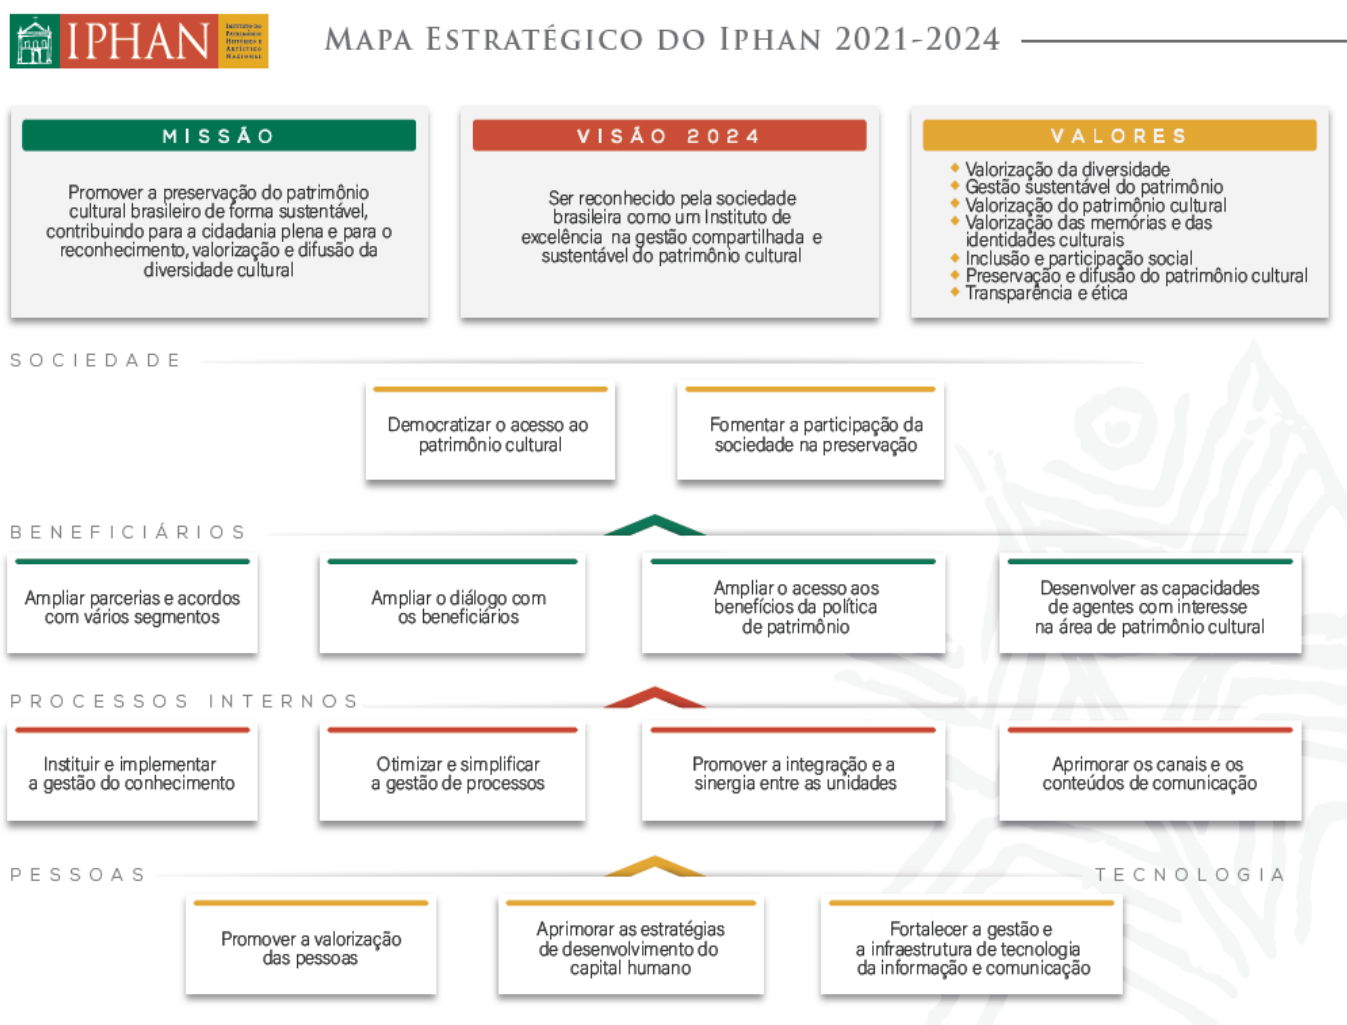 IPHAN
INSTITUTO DO
PATRIMÔNIO
HISTÓRICO E
ARTÍSTICO
NACIONAL
MAPA ESTRATÉGICO DO IPHAN 2021-2024
MISSÃO
Promover a preservação do patrimônio
cultural brasileiro de forma sustentável,
contribuindo para a cidadania plena e para o
reconhecimento, valorização e difusão da
diversidade cultural
VISÃO 2024
Ser reconhecido pela sociedade
brasileira como um Instituto de
excelência na gestão compartilhada e
sustentável do patrimônio cultural
VALORES
Valorização da diversidade
Gestão sustentável do patrimônio
Valorização do patrimônio cultural
Valorização das memórias e das
identidades culturais
Inclusão e participação social
Preservação e difusão do patrimônio cultural
Transparência e ética
SOCIEDADE
Democratizar o acesso ao
patrimônio cultural
Fomentar a participação da
sociedade na preservação
BENEFICIÁRIOS
Ampliar parcerias e acordos
com vários segmentos
Ampliar o diálogo com
os beneficiários
Ampliar o acesso aos
benefícios da política
de patrimônio
Desenvolver as capacidades
de agentes com interesse
na área de patrimônio cultural
PROCESSOS INTERNOS
Instituir e implementar
a gestão do conhecimento
Otimizar e simplificar
a gestão de processos
Promover a integração e a
sinergia entre as unidades
Aprimorar os canais e os
conteúdos de comunicação
PESSOAS
TECNOLOGIA
Promover a valorização
das pessoas
Aprimorar as estratégias
de desenvolvimento do
capital humano
Fortalecer a gestão e
a infraestrutura de tecnologia
da informação e comunicação